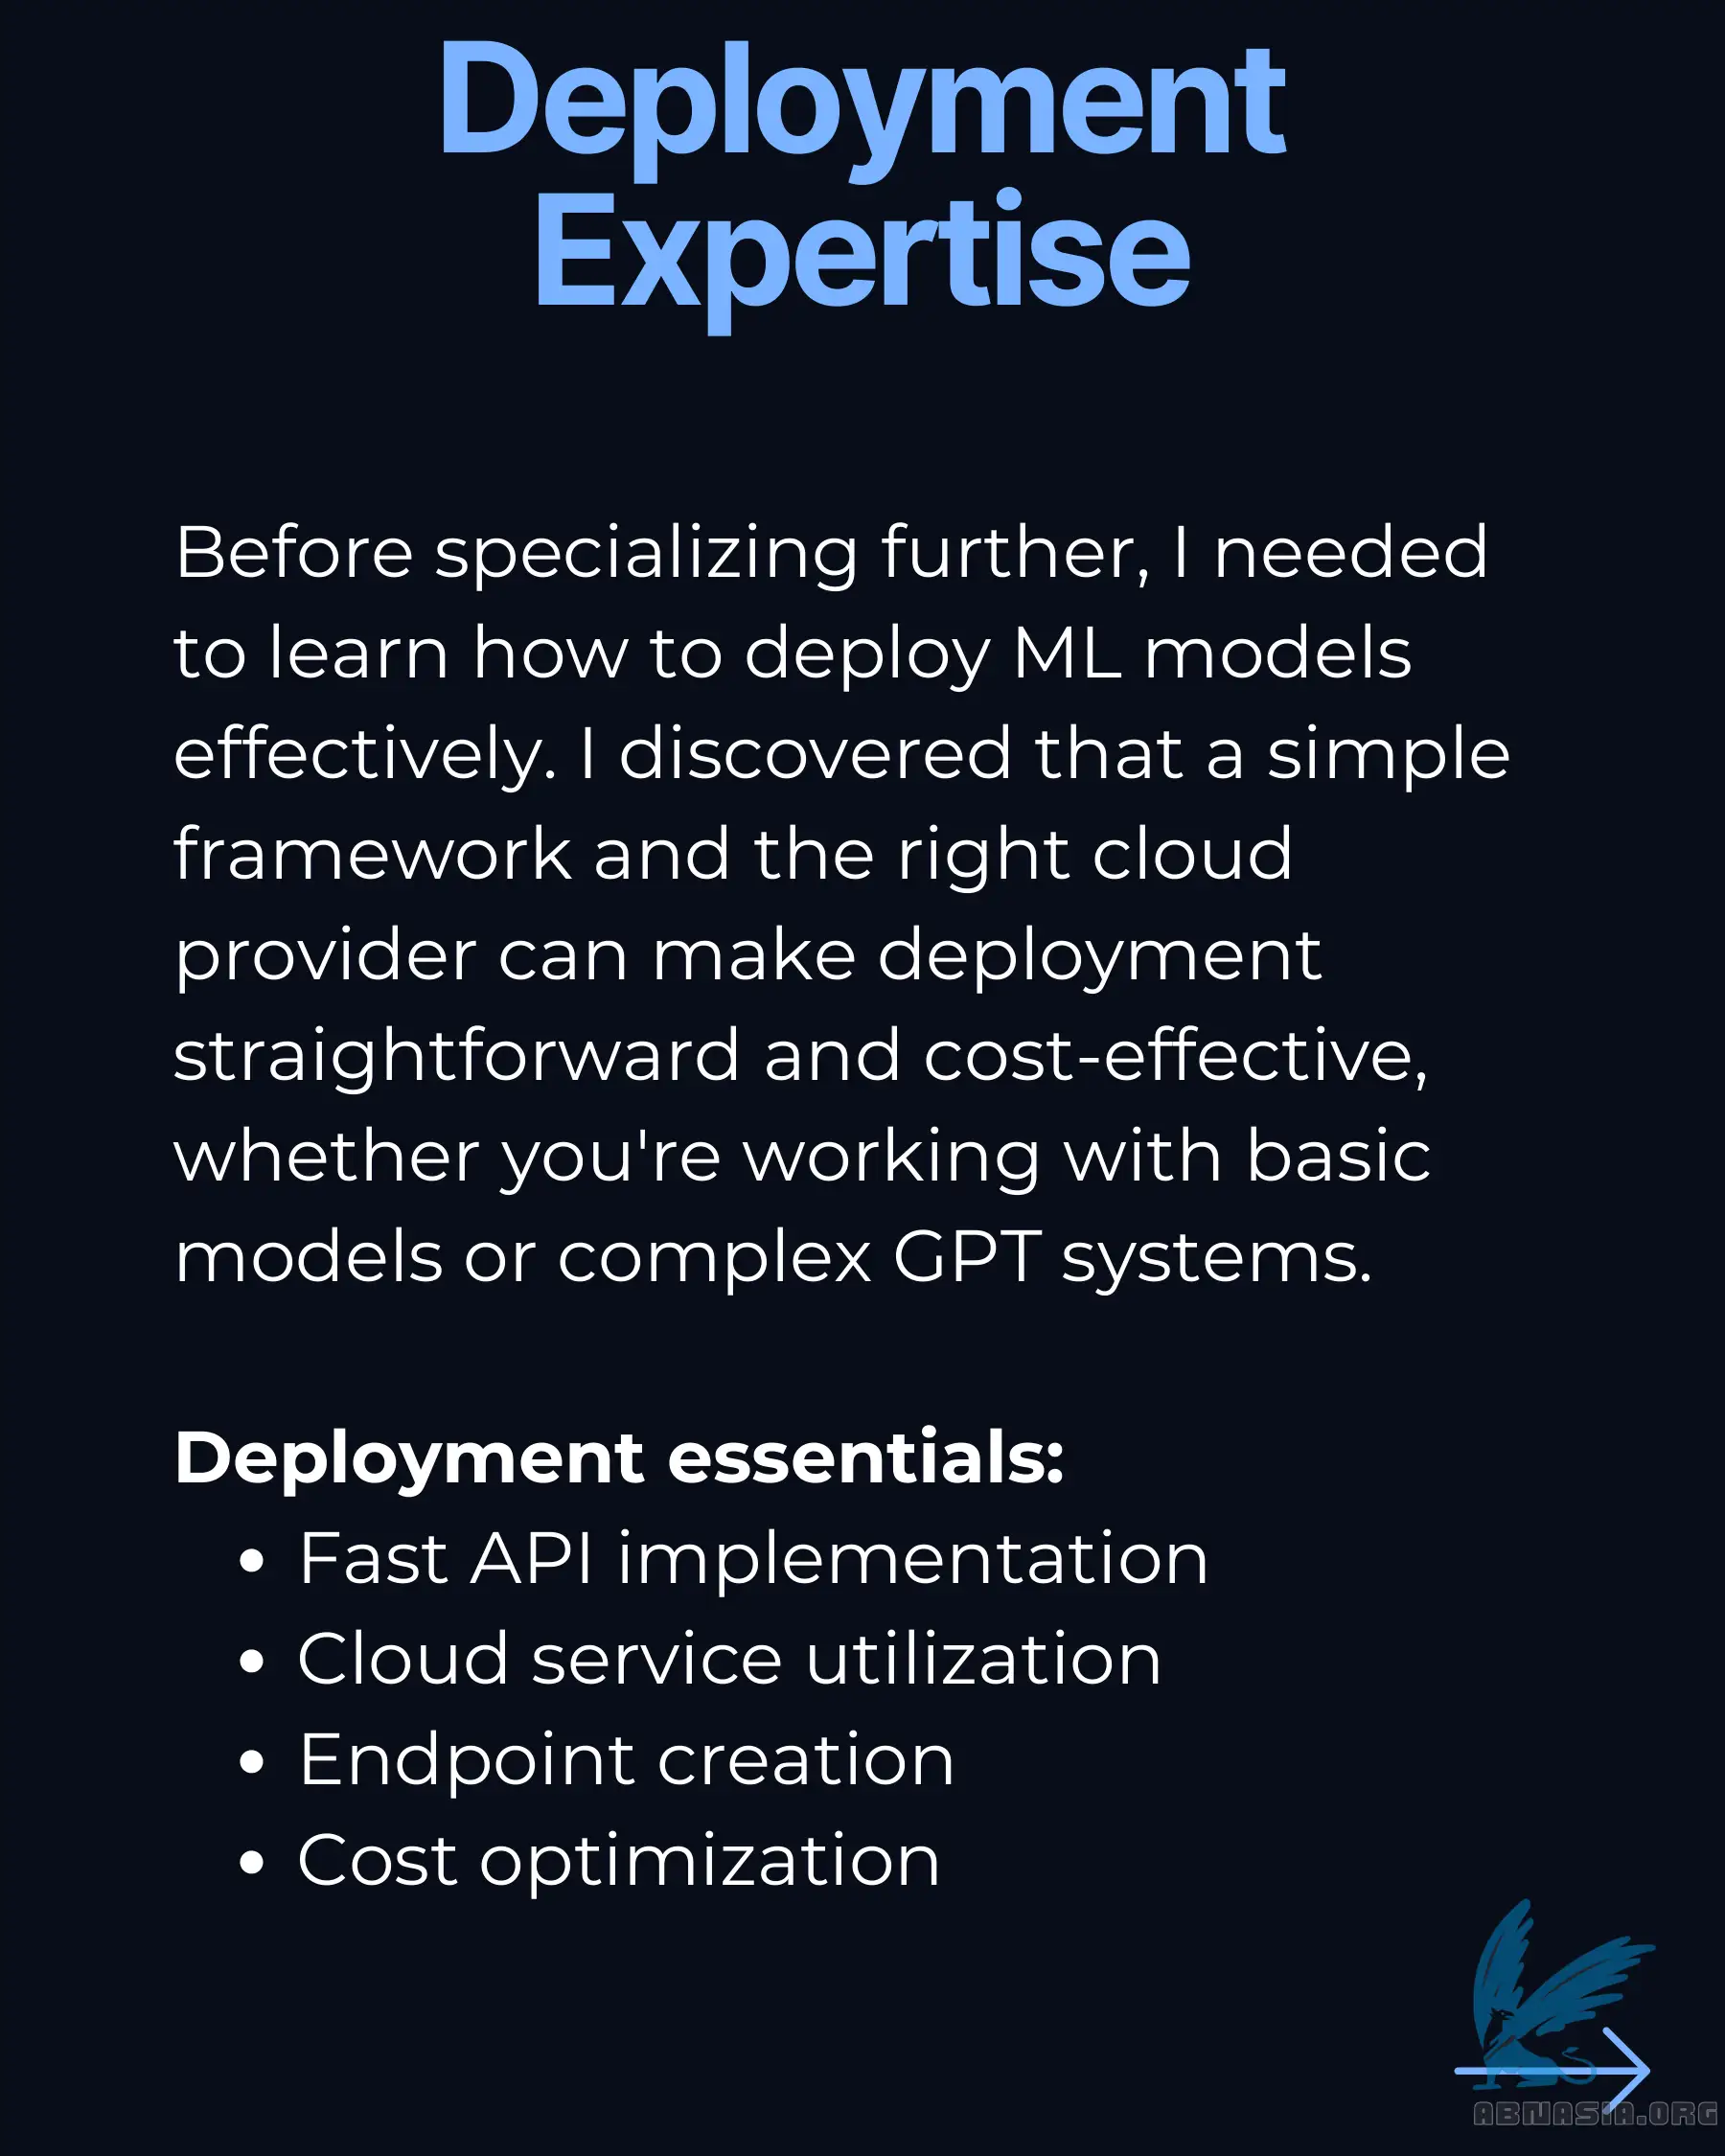 Deployment
Expertise
Before specializing further, I needed
to learn how to deploy ML models
effectively. I discovered that a simple
framework and the right cloud
provider can make deployment
straightforward and cost-effective,
whether you're working with basic
models or complex GPT systems.
Deployment essentials:
• Fast API implementation
• Cloud service utilization
• Endpoint creation
• Cost optimization
ABNASIA.ORG